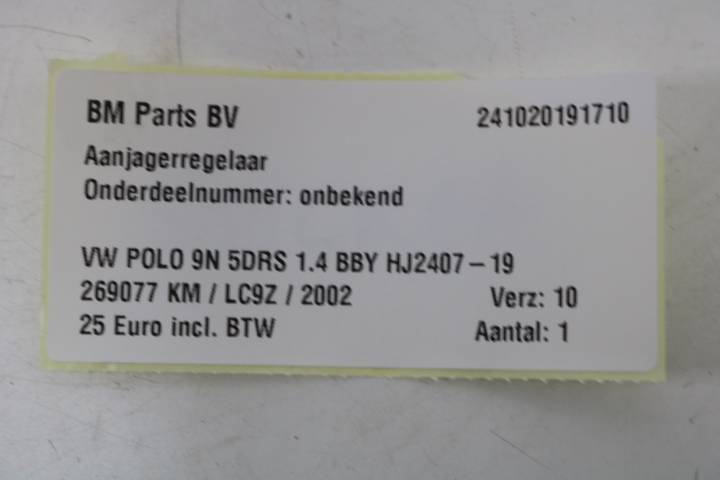 BM Parts BV 241020191710
Aanjagerregelaar
Onderdeelnummer: onbekend
VW POLO 9N 5DRS 1.4 BBY HJ2407-19
269077 KM / LC9Z / 2002 Verz: 10
25 Euro incl. BTW Aantal: 1